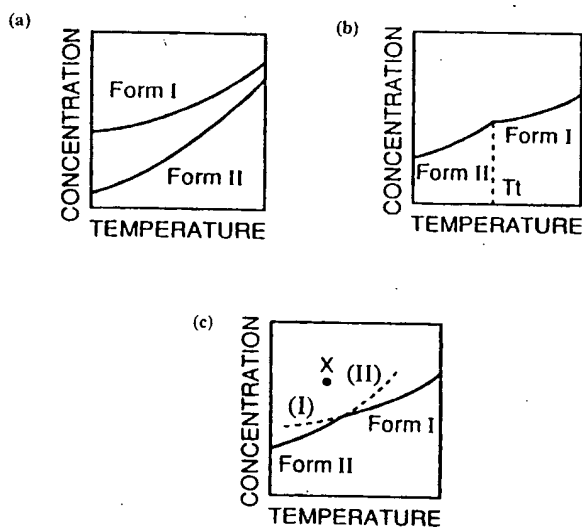 (a)
CONCENTRATION
Form I
Form II
TEMPERATURE
(b)
CONCENTRATION
Form II
Form I
Tt
TEMPERATURE
(c)
CONCENTRATION
X
(II)
(I)
Form I
Form II
TEMPERATURE